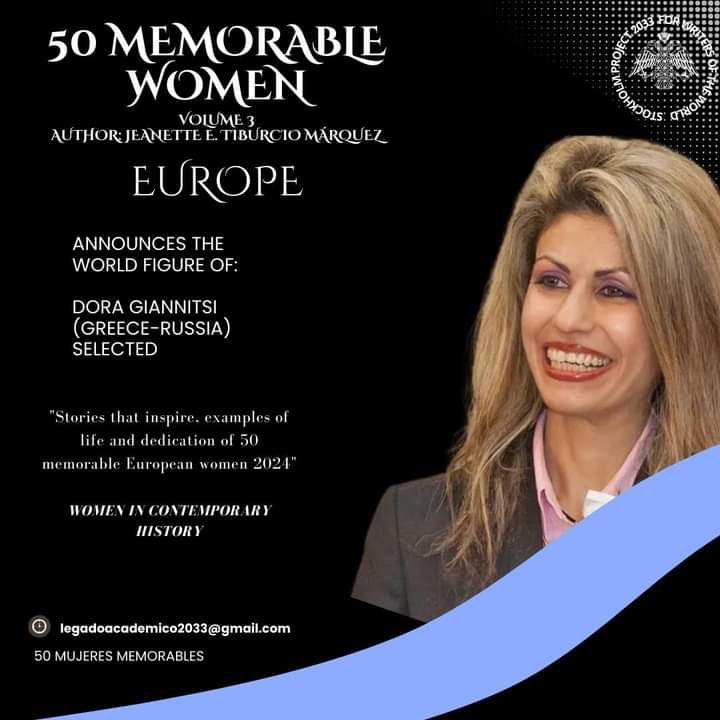 50 MEMORABLE
WOMEN
VOLUME 3
AUTHOR: JEANETTE E. TIBURCIO MÁRQUEZ
EUROPE
STOCKHOLM PROJECT 2033 FOR WRITERS OF THE WORLD
ANNOUNCES THE
WORLD FIGURE OF:
DORA GIANNITSI
(GREECE-RUSSIA)
SELECTED
"Stories that inspire. examples of
life and dedication of 50
memorable European women 2024"
WOMEN IN CONTEMPORARY
HISTORY
legadoacademico2033@gmail.com
50 MUJERES MEMORABLES